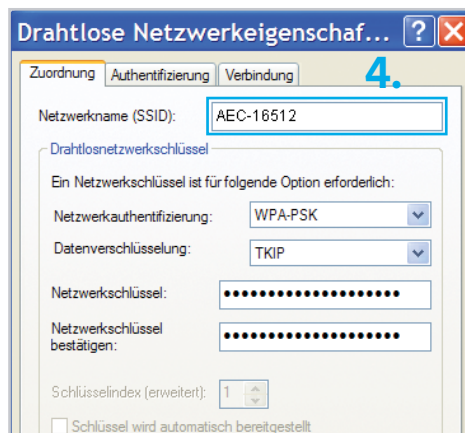 Drahtlose Netzwerkeigenschaf... ?
Zuordnung Authentifizierung Verbindung
4.
Netzwerkname (SSID): AEC-16512
Drahtlosnetzwerkschlüssel
Ein Netzwerkschlüssel ist für folgende Option erforderlich:
Netzwerkauthentifizierung: WPA-PSK
Datenverschlüsselung: TKIP
Netzwerkschlüssel: ••••••••••••••••••••
Netzwerkschlüssel
bestätigen: ••••••••••••••••••••
Schlüsselindex (erweitert): 1
Schlüssel wird automatisch bereitgestellt